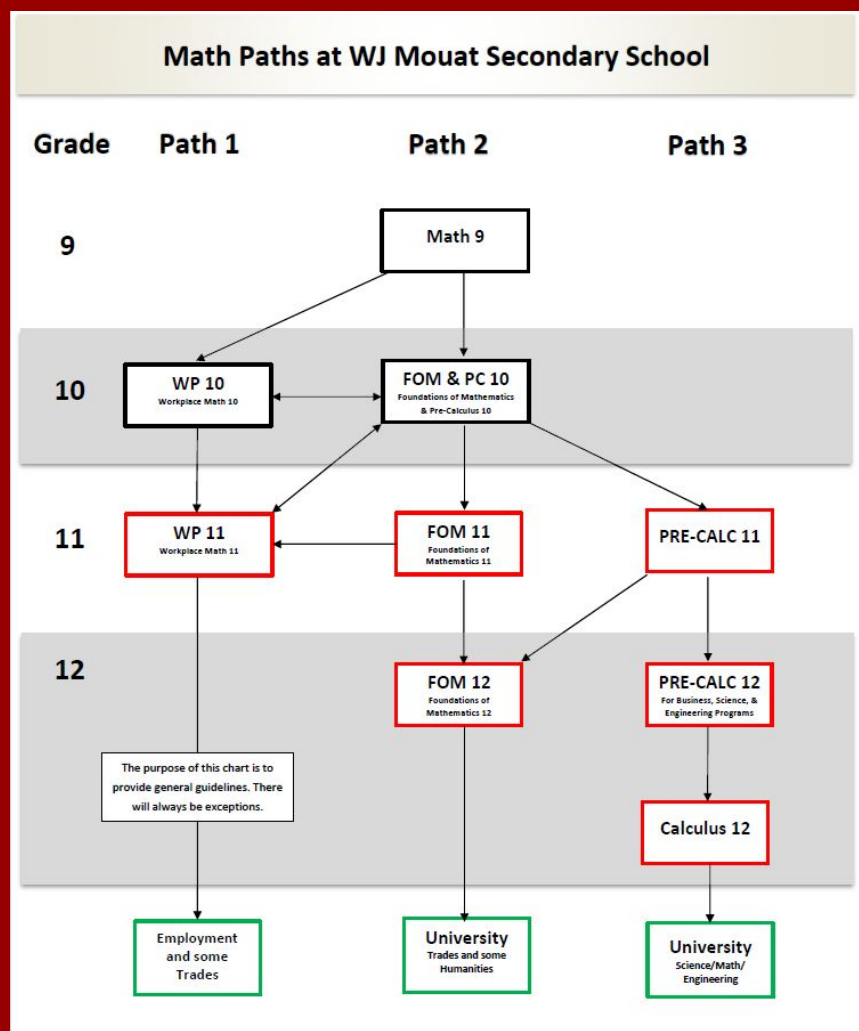 Math Paths at WJ Mouat Secondary School
Grade
Path 1
Path 2
Path 3
9
Math 9
10
WP 10
Workplace Math 10
FOM & PC 10
Foundations of Mathematics
& Pre-Calculus 10
11
WP 11
Workplace Math 11
FOM 11
Foundations of
Mathematics 11
PRE-CALC 11
12
FOM 12
Foundations of
Mathematics 12
PRE-CALC 12
For Business, Science, &
Engineering Programs
The purpose of this chart is to
provide general guidelines. There
will always be exceptions.
Calculus 12
Employment
and some
Trades
University
Trades and some
Humanities
University
Science/Math/
Engineering